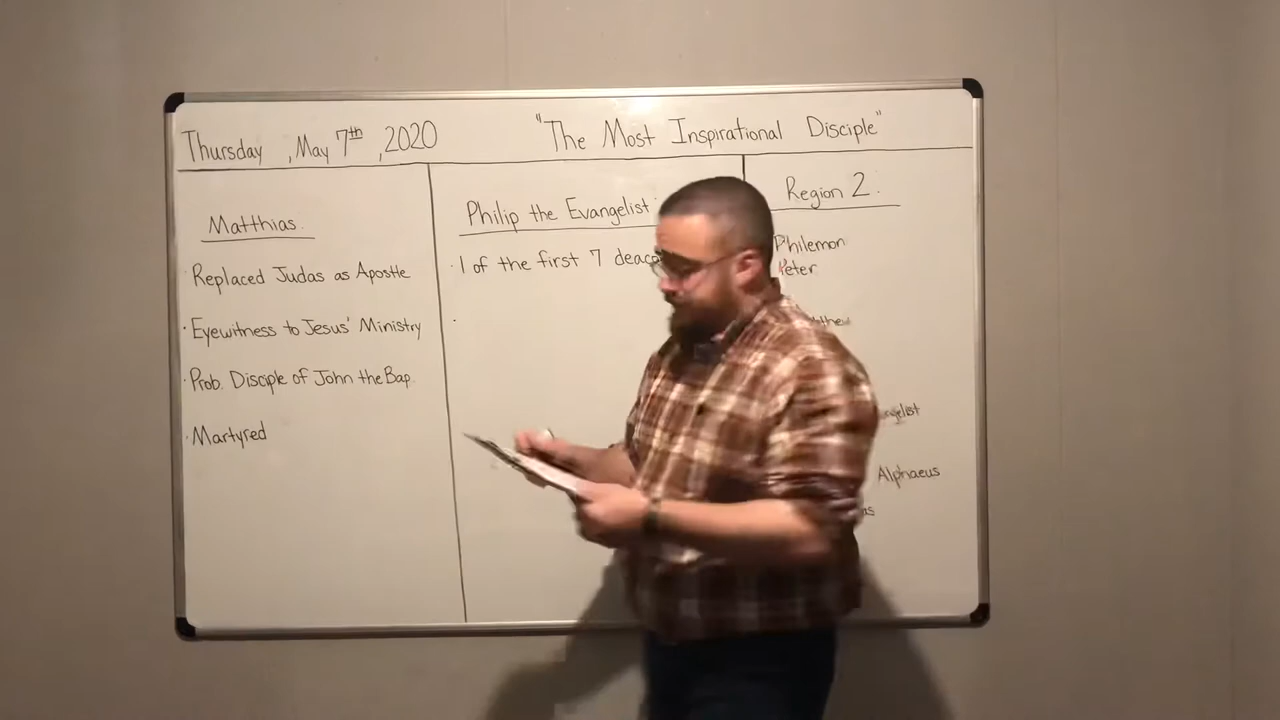 Thursday, May 7th, 2020
"The Most Inspirational Disciple"
Matthias.
· Replaced Judas as Apostle
· Eyewitness to Jesus' Ministry
· Prob. Disciple of John the Bap.
· Martyred
Philip the Evangelist
· 1 of the first 7
·
Region 2.
Philemon
Peter
Alphaeus